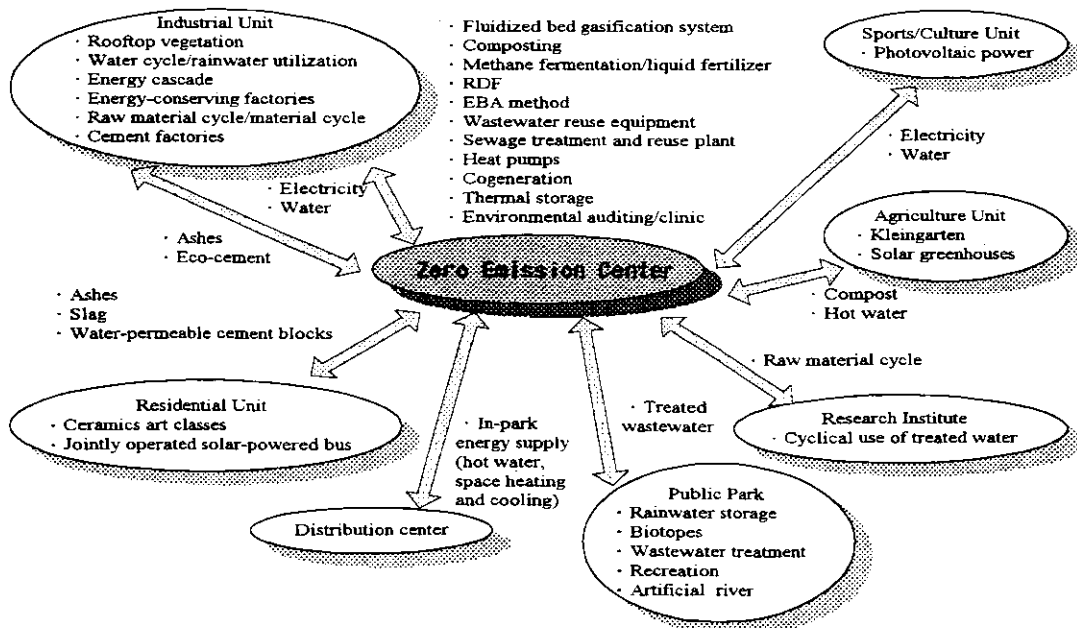 Industrial Unit
· Rooftop vegetation
· Water cycle/rainwater utilization
· Energy cascade
· Energy-conserving factories
· Raw material cycle/material cycle
· Cement factories
· Fluidized bed gasification system
· Composting
· Methane fermentation/liquid fertilizer
· RDF
· EBA method
· Wastewater reuse equipment
· Sewage treatment and reuse plant
· Heat pumps
· Cogeneration
· Thermal storage
· Environmental auditing/clinic
Sports/Culture Unit
· Photovoltaic power
· Electricity
· Water
· Electricity
· Water
· Ashes
· Eco-cement
Zero Emission Center
Agriculture Unit
· Kleingarten
· Solar greenhouses
· Compost
· Hot water
· Ashes
· Slag
· Water-permeable cement blocks
· Raw material cycle
Residential Unit
· Ceramics art classes
· Jointly operated solar-powered bus
· In-park
energy supply
(hot water,
space heating
and cooling)
· Treated
wastewater
Research Institute
· Cyclical use of treated water
Distribution center
Public Park
· Rainwater storage
· Biotopes
· Wastewater treatment
· Recreation
· Artificial river